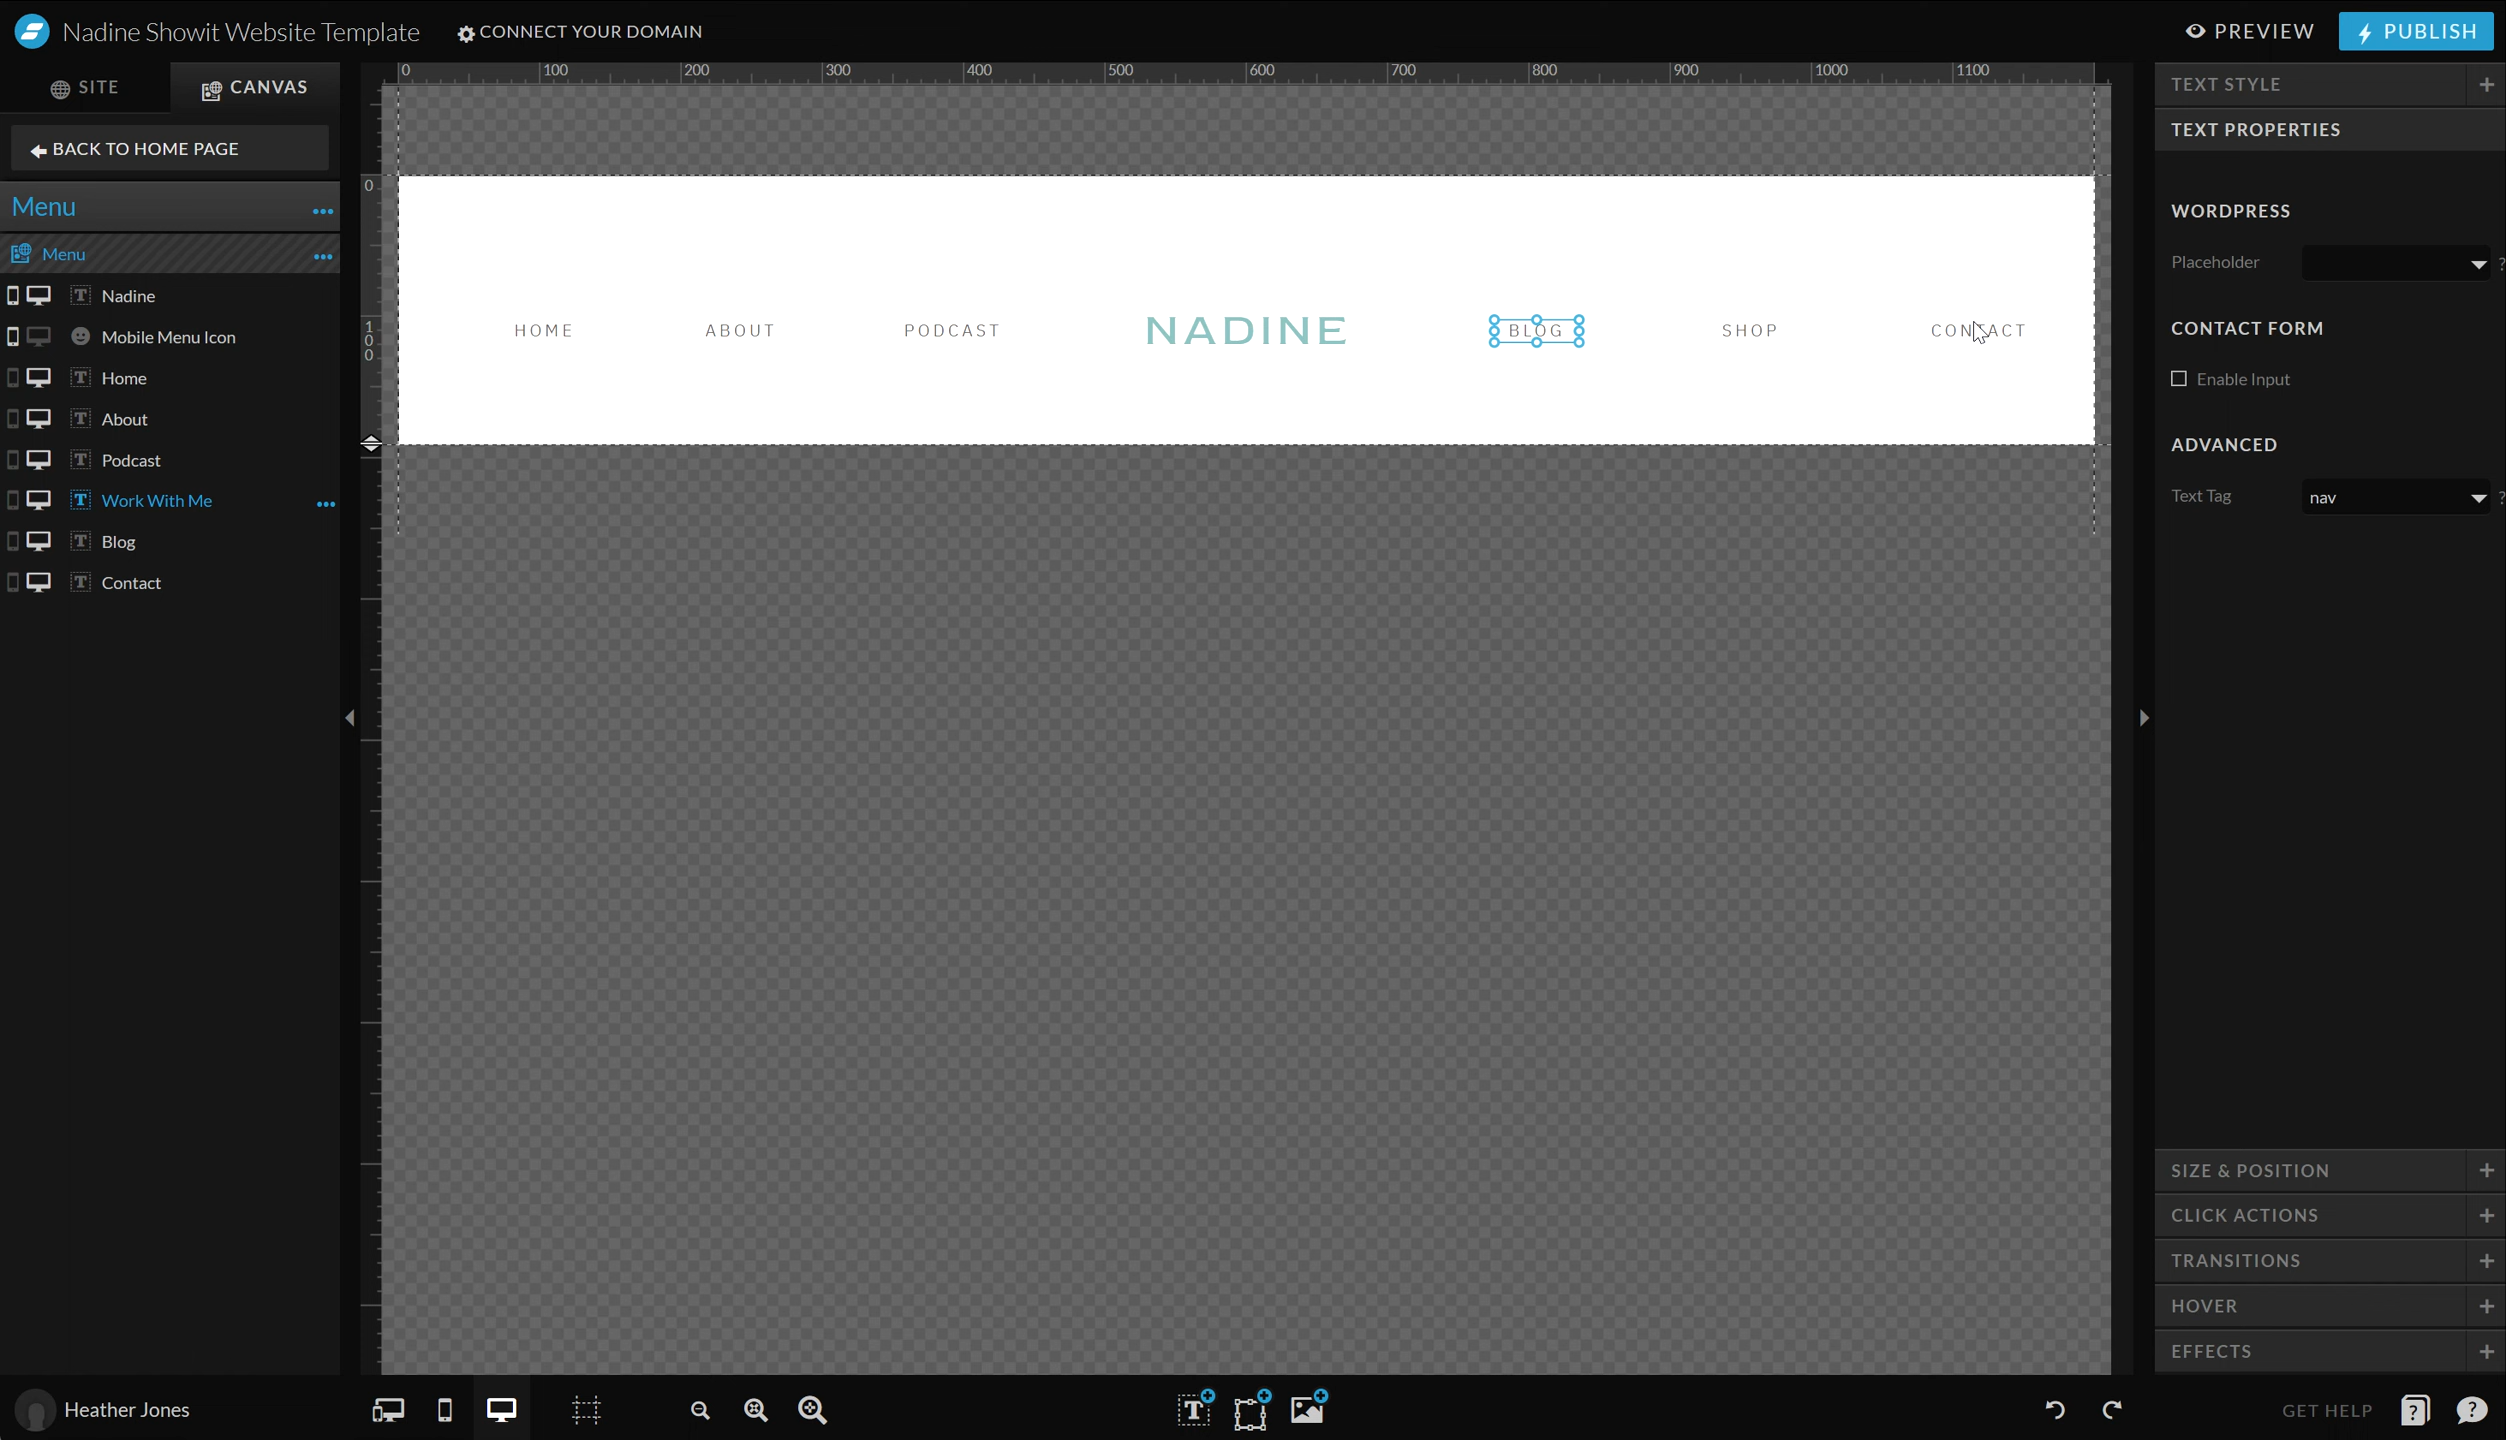 Nadine Showit Website Template
CONNECT YOUR DOMAIN
PREVIEW
PUBLISH
SITE
CANVAS
BACK TO HOME PAGE
Menu
Menu
Nadine
Mobile Menu Icon
Home
About
Podcast
Work With Me
Blog
Contact
0 100 200 300 400 500 600 700 800 900 1000 1100
0
100
HOME ABOUT PODCAST NADINE BLOG SHOP CONTACT
TEXT STYLE +
TEXT PROPERTIES
WORDPRESS
Placeholder ?
CONTACT FORM
Enable Input
ADVANCED
Text Tag nav ?
SIZE & POSITION +
CLICK ACTIONS +
TRANSITIONS +
HOVER +
EFFECTS +
Heather Jones
T
GET HELP ? ?